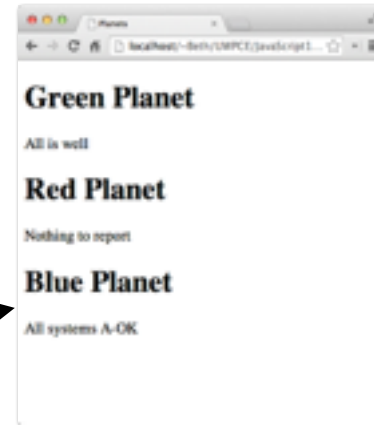 Planets
localhost/~Beth/UWPCE/JavaScript1...
Green Planet
All is well
Red Planet
Nothing to report
Blue Planet
All systems A-OK